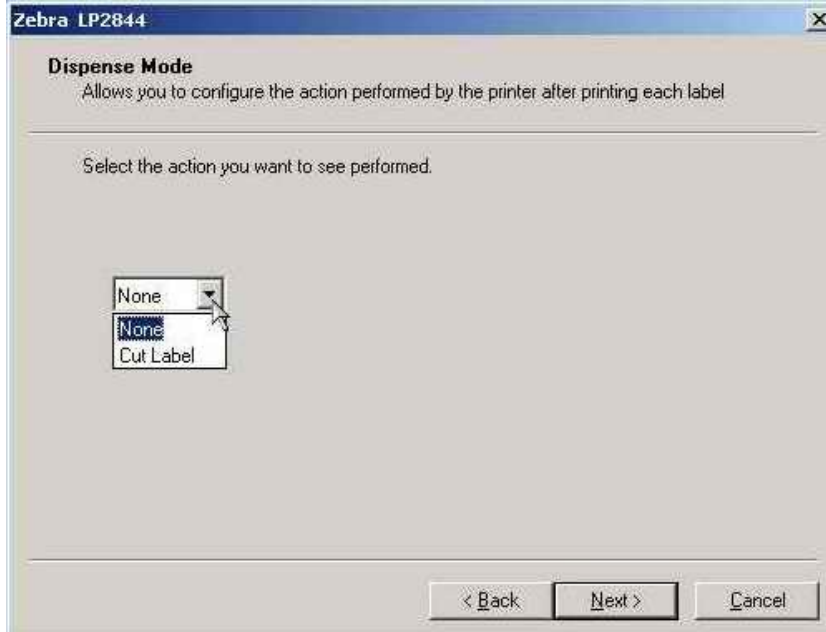 Zebra LP2844
Dispense Mode
Allows you to configure the action performed by the printer after printing each label
Select the action you want to see performed.
None
None
Cut Label
< Back Next > Cancel